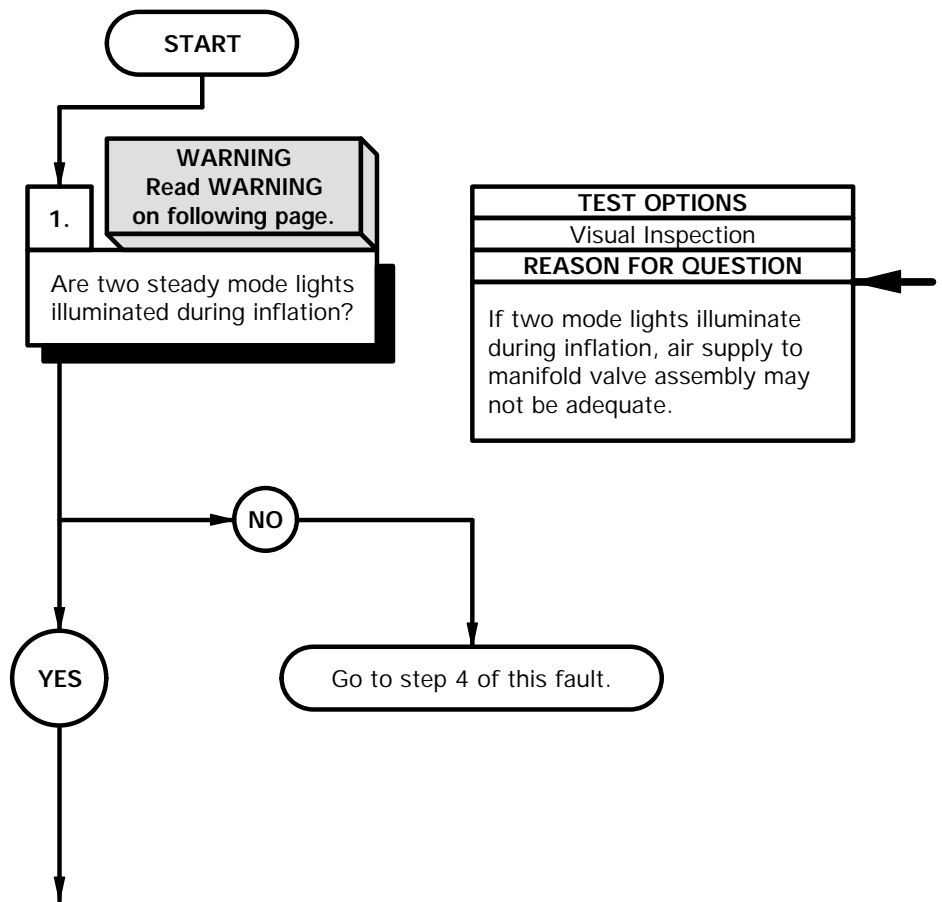 START
WARNING
Read WARNING
on following page.
1.
Are two steady mode lights
illuminated during inflation?
TEST OPTIONS
Visual Inspection
REASON FOR QUESTION
If two mode lights illuminate
during inflation, air supply to
manifold valve assembly may
not be adequate.
NO
YES
Go to step 4 of this fault.